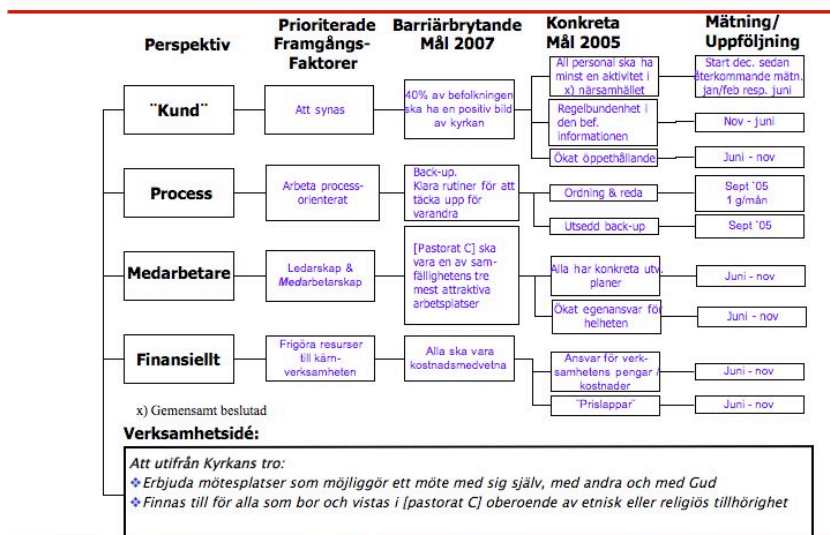 Perspektiv
Prioriterade
Framgångs-
Faktorer
Barriärbrytande
Mål 2007
Konkreta
Mål 2005
Mätning/
Uppföljning
¨Kund¨
Att synas
40% av befolkningen
ska ha en positiv bild
av kyrkan
All personal ska ha
minst en aktivitet i
x) närsamhället
Start dec. sedan
återkommande mätn.
jan/feb resp. juni
Regelbundenhet i
den bef.
informationen
Nov - juni
Ökat öppethållande
Juni - nov
Process
Arbeta process-
orienterat
Back-up.
Klara rutiner för att
täcka upp för
varandra
Ordning & reda
Sept ´05
1 g/mån
Utsedd back-up
Sept ´05
Medarbetare
Ledarskap &
Medarbetarskap
[Pastorat C] ska
vara en av sam-
fällighetens tre
mest attraktiva
arbetsplatser
Alla har konkreta utv.
planer
Juni - nov
Ökat egenansvar för
helheten
Juni - nov
Finansiellt
Frigöra resurser
till kärn-
verksamheten
Alla ska vara
kostnadsmedvetna
Ansvar för verk-
samhetens pengar /
kostnader
Juni - nov
¨Prislappar¨
Juni - nov
x) Gemensamt beslutad
Verksamhetsidé:
Att utifrån Kyrkans tro:
❖Erbjuda mötesplatser som möjliggör ett möte med sig själv, med andra och med Gud
❖Finnas till för alla som bor och vistas i [pastorat C] oberoende av etnisk eller religiös tillhörighet